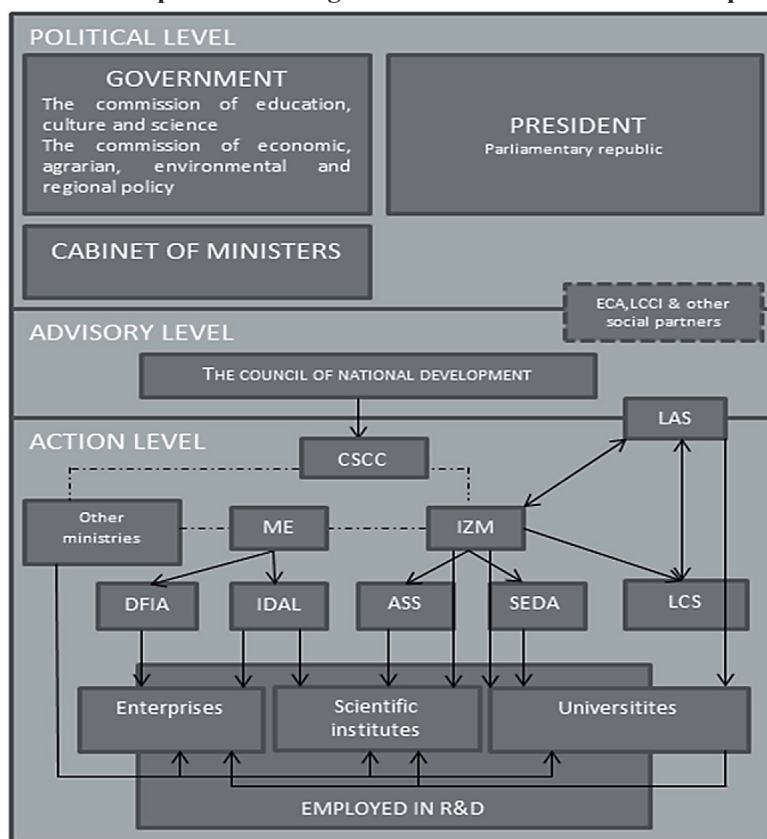 POLITICAL LEVEL
GOVERNMENT
The commission of education,
culture and science
The commission of economic,
agrarian, environmental and
regional policy
PRESIDENT
Parliamentary republic
CABINET OF MINISTERS
ECA,LCCI & other
social partners
ADVISORY LEVEL
THE COUNCIL OF NATIONAL DEVELOPMENT
LAS
ACTION LEVEL
CSCC
Other
ministries
ME
IZM
DFIA
IDAL
ASS
SEDA
LCS
Enterprises
Scientific
institutes
Universitites
EMPLOYED IN R&D